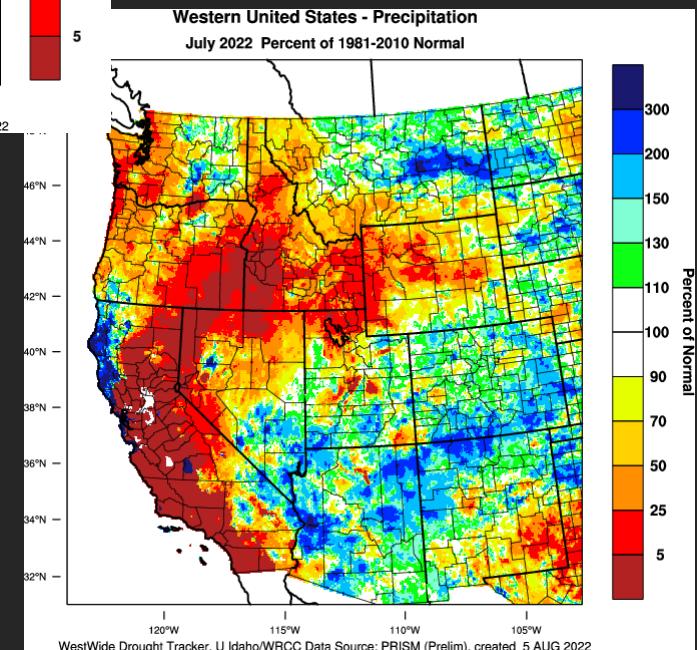 Western United States - Precipitation
July 2022 Percent of 1981-2010 Normal
5
22
46°N
44°N
42°N
40°N
38°N
36°N
34°N
32°N
120°W 115°W 110°W 105°W
300
200
150
130
110
100
90
70
50
25
5
Percent of Normal
WestWide Drought Tracker, U Idaho/WRCC Data Source: PRISM (Prelim), created 5 AUG 2022